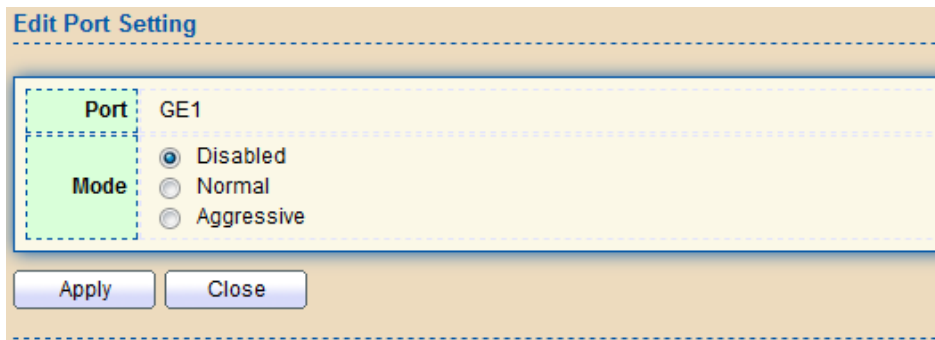 Edit Port Setting
Port GE1
Mode
Disabled
Normal
Aggressive
Apply Close